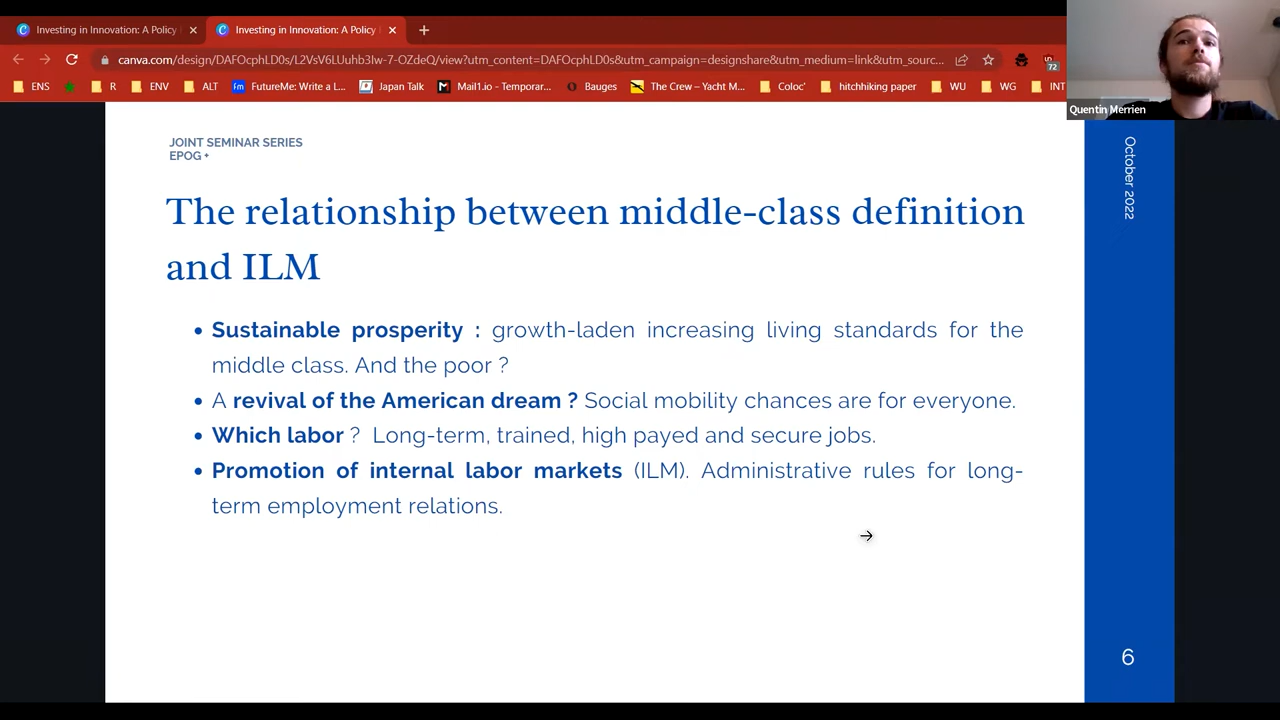 Investing in Innovation: A Policy
Investing in Innovation: A Policy
canva.com/design/DAFOcphLD0s/L2VsV6LUuhb3Iw-7-OZdeQ/view?utm_content=DAFOcphLD0s&utm_campaign=designshare&utm_medium=link&utm_sourc...
72
ENS
R
ENV
ALT
Fm FutureMe: Write a L...
Japan Talk
M Mail1.io - Temporar...
Bauges
The Crew – Yacht M...
Coloc'
hitchhiking paper
WU
WG
INT
Quentin Merrien
JOINT SEMINAR SERIES
EPOG +
October 2022
The relationship between middle-class definition
and ILM
• Sustainable prosperity : growth-laden increasing living standards for the
middle class. And the poor ?
• A revival of the American dream ? Social mobility chances are for everyone.
• Which labor ? Long-term, trained, high payed and secure jobs.
• Promotion of internal labor markets (ILM). Administrative rules for long-
term employment relations.
6